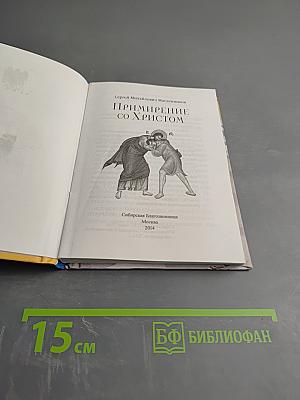 Сергей Михайлович Масленников
Примирение
со Христом
Сибирская Благозвонница
Москва
2014
15 см
БФ БИБЛИОФАН